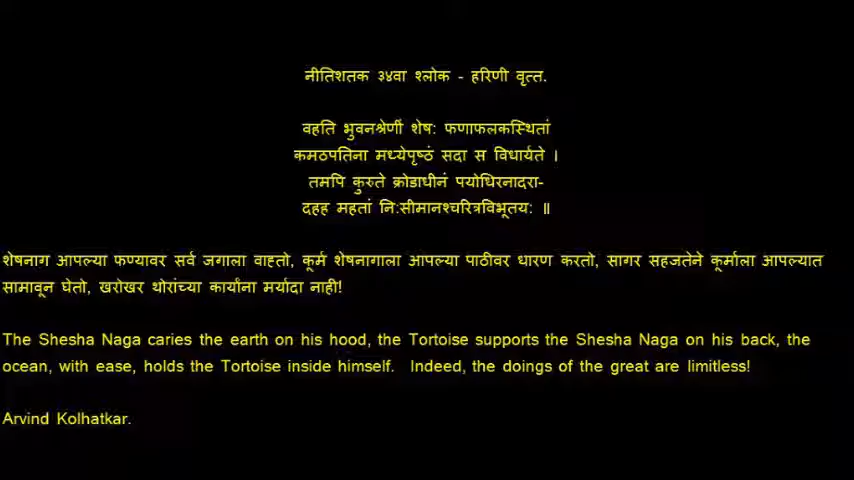 नीतिशतक ३४वा श्लोक - हरिणी वृत्त.
वहति भुवनश्रेणीं शेष: फणाफलकस्थितां
कमठपतिना मध्येपृष्ठं सदा स विधार्यते ।
तमपि कुरुते क्रोडाधीनं पयोधिरनादरा-
दहह महतां नि:सीमानश्चरित्रविभूतय: ॥
शेषनाग आपल्या फण्यावर सर्व जगाला वाह्तो, कूर्म शेषनागाला आपल्या पाठीवर धारण करतो, सागर सहजतेने कूर्माला आपल्यात
सामावून घेतो, खरोखर थोरांच्या कार्यांना मर्यादा नाही!
The Shesha Naga caries the earth on his hood, the Tortoise supports the Shesha Naga on his back, the
ocean, with ease, holds the Tortoise inside himself.  Indeed, the doings of the great are limitless!
Arvind Kolhatkar.